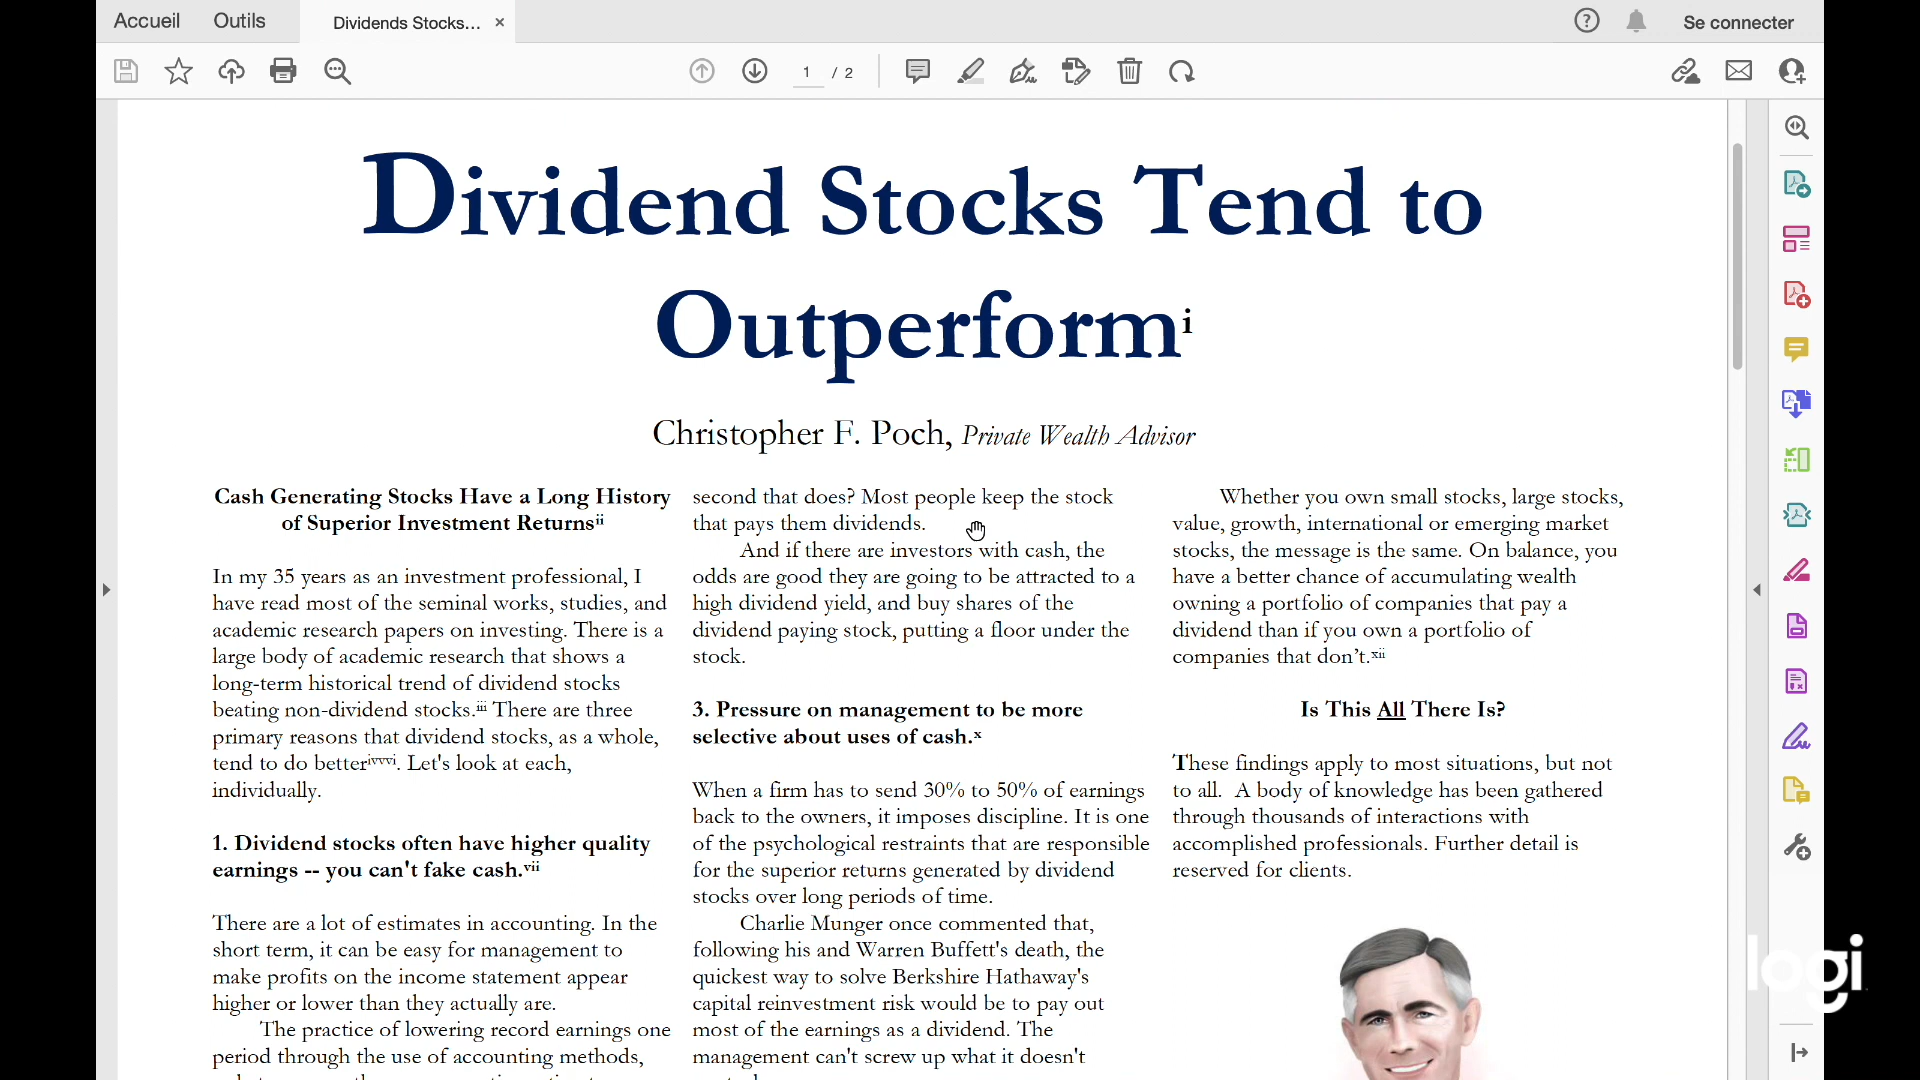 Accueil Outils Dividends Stocks... × Se connecter
1 / 2
Dividend Stocks Tend to
Outperformⁱ
Christopher F. Poch, Private Wealth Advisor
Cash Generating Stocks Have a Long History
of Superior Investment Returnsⁱⁱ
In my 35 years as an investment professional, I
have read most of the seminal works, studies, and
academic research papers on investing. There is a
large body of academic research that shows a
long-term historical trend of dividend stocks
beating non-dividend stocks.ⁱⁱⁱ There are three
primary reasons that dividend stocks, as a whole,
tend to do betterⁱᵛᵛᵛⁱ. Let's look at each,
individually.
1. Dividend stocks often have higher quality
earnings -- you can't fake cash.ᵛⁱⁱ
There are a lot of estimates in accounting. In the
short term, it can be easy for management to
make profits on the income statement appear
higher or lower than they actually are.
The practice of lowering record earnings one
period through the use of accounting methods,
second that does? Most people keep the stock
that pays them dividends.
And if there are investors with cash, the
odds are good they are going to be attracted to a
high dividend yield, and buy shares of the
dividend paying stock, putting a floor under the
stock.
3. Pressure on management to be more
selective about uses of cash.ˣ
When a firm has to send 30% to 50% of earnings
back to the owners, it imposes discipline. It is one
of the psychological restraints that are responsible
for the superior returns generated by dividend
stocks over long periods of time.
Charlie Munger once commented that,
following his and Warren Buffett's death, the
quickest way to solve Berkshire Hathaway's
capital reinvestment risk would be to pay out
most of the earnings as a dividend. The
management can't screw up what it doesn't
Whether you own small stocks, large stocks,
value, growth, international or emerging market
stocks, the message is the same. On balance, you
have a better chance of accumulating wealth
owning a portfolio of companies that pay a
dividend than if you own a portfolio of
companies that don’t.ˣⁱⁱ
Is This All There Is?
These findings apply to most situations, but not
to all. A body of knowledge has been gathered
through thousands of interactions with
accomplished professionals. Further detail is
reserved for clients.
logi